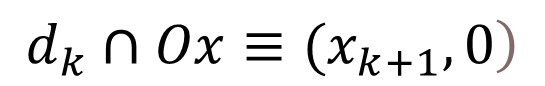 d_k ∩ Ox ≡ (x_{k+1}, 0)